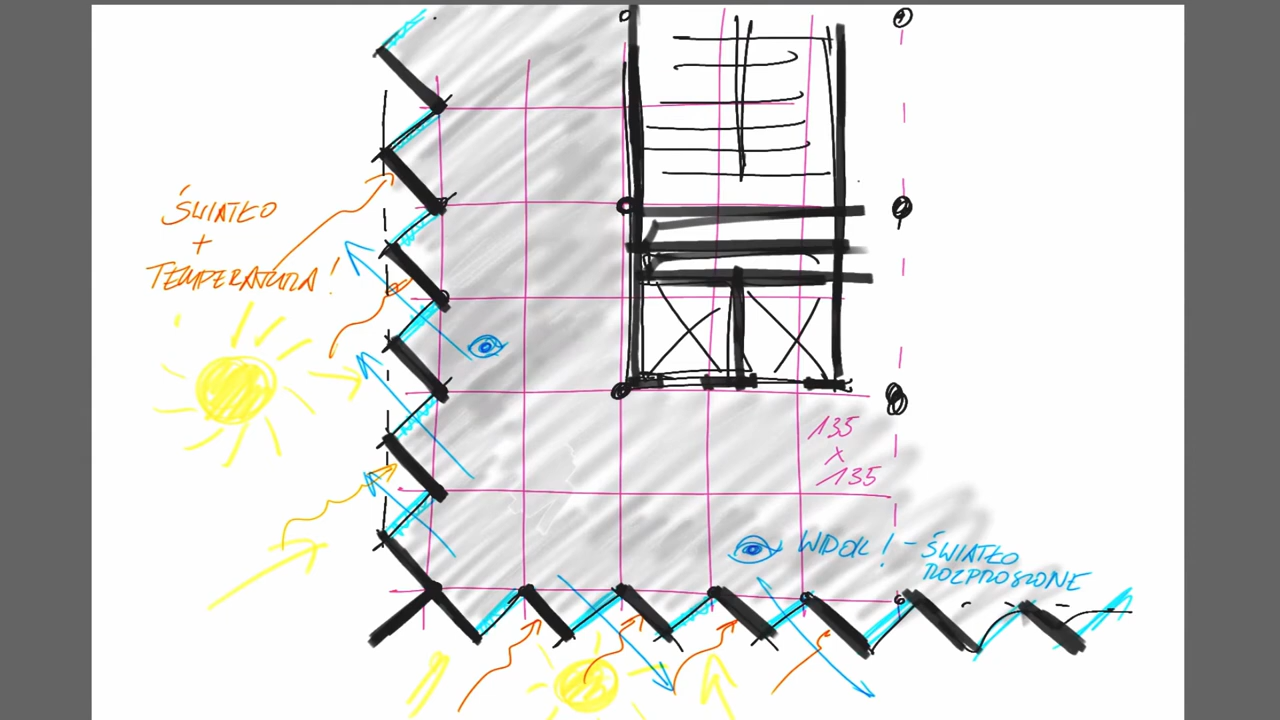 ŚWIATŁO
+
TEMPERATURA!
135
x
135
WIDOK! - ŚWIATŁO
ROZPROSZONE